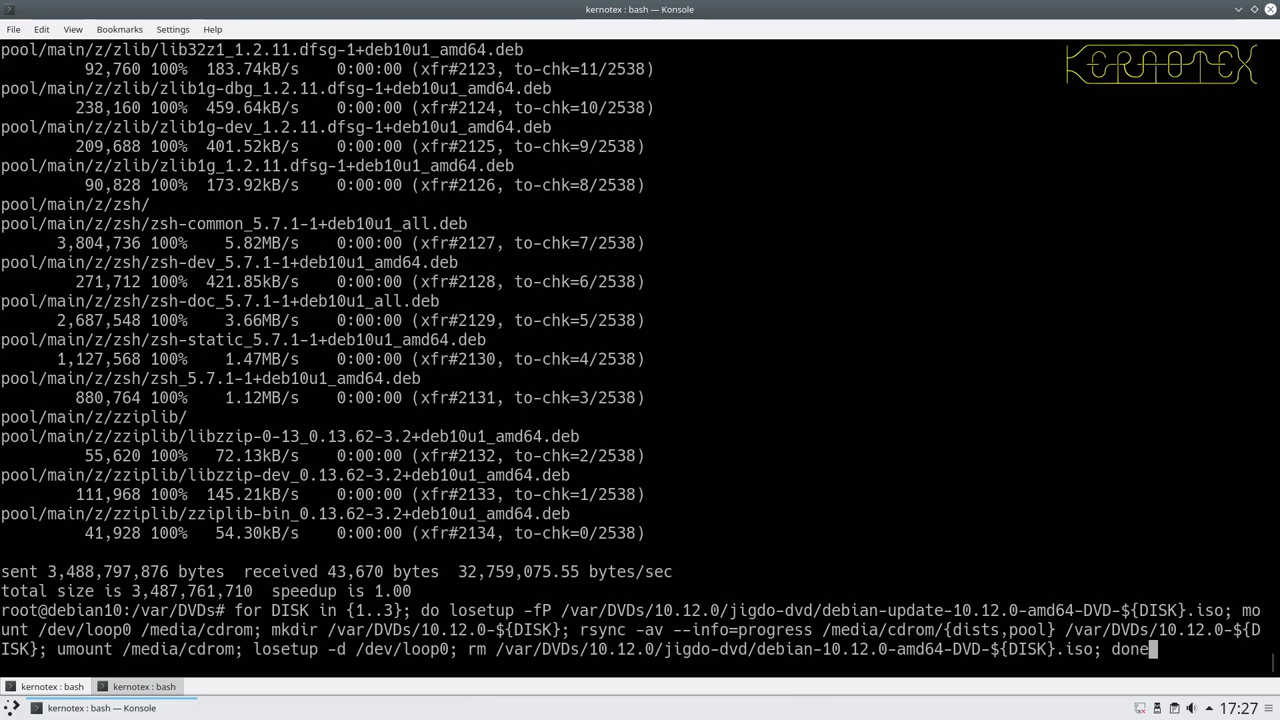 kernotex : bash — Konsole
File Edit View Bookmarks Settings Help
KERNOTEX
pool/main/z/zlib/lib32z1_1.2.11.dfsg-1+deb10u1_amd64.deb
92,760 100% 183.74kB/s 0:00:00 (xfr#2123, to-chk=11/2538)
pool/main/z/zlib/zlib1g-dbg_1.2.11.dfsg-1+deb10u1_amd64.deb
238,160 100% 459.64kB/s 0:00:00 (xfr#2124, to-chk=10/2538)
pool/main/z/zlib/zlib1g-dev_1.2.11.dfsg-1+deb10u1_amd64.deb
209,688 100% 401.52kB/s 0:00:00 (xfr#2125, to-chk=9/2538)
pool/main/z/zlib/zlib1g_1.2.11.dfsg-1+deb10u1_amd64.deb
90,828 100% 173.92kB/s 0:00:00 (xfr#2126, to-chk=8/2538)
pool/main/z/zsh/
pool/main/z/zsh/zsh-common_5.7.1-1+deb10u1_all.deb
3,804,736 100% 5.82MB/s 0:00:00 (xfr#2127, to-chk=7/2538)
pool/main/z/zsh/zsh-dev_5.7.1-1+deb10u1_amd64.deb
271,712 100% 421.85kB/s 0:00:00 (xfr#2128, to-chk=6/2538)
pool/main/z/zsh/zsh-doc_5.7.1-1+deb10u1_all.deb
2,687,548 100% 3.66MB/s 0:00:00 (xfr#2129, to-chk=5/2538)
pool/main/z/zsh/zsh-static_5.7.1-1+deb10u1_amd64.deb
1,127,568 100% 1.47MB/s 0:00:00 (xfr#2130, to-chk=4/2538)
pool/main/z/zsh/zsh_5.7.1-1+deb10u1_amd64.deb
880,764 100% 1.12MB/s 0:00:00 (xfr#2131, to-chk=3/2538)
pool/main/z/zziplib/
pool/main/z/zziplib/libzzip-0-13_0.13.62-3.2+deb10u1_amd64.deb
55,620 100% 72.13kB/s 0:00:00 (xfr#2132, to-chk=2/2538)
pool/main/z/zziplib/libzzip-dev_0.13.62-3.2+deb10u1_amd64.deb
111,968 100% 145.21kB/s 0:00:00 (xfr#2133, to-chk=1/2538)
pool/main/z/zziplib/zziplib-bin_0.13.62-3.2+deb10u1_amd64.deb
41,928 100% 54.30kB/s 0:00:00 (xfr#2134, to-chk=0/2538)
sent 3,488,797,876 bytes received 43,670 bytes 32,759,075.55 bytes/sec
total size is 3,487,761,710 speedup is 1.00
root@debian10:/var/DVDs# for DISK in {1..3}; do losetup -fP /var/DVDs/10.12.0/jigdo-dvd/debian-update-10.12.0-amd64-DVD-${DISK}.iso; mo
unt /dev/loop0 /media/cdrom; mkdir /var/DVDs/10.12.0-${DISK}; rsync -av --info=progress /media/cdrom/{dists,pool} /var/DVDs/10.12.0-${D
ISK}; umount /media/cdrom; losetup -d /dev/loop0; rm /var/DVDs/10.12.0/jigdo-dvd/debian-10.12.0-amd64-DVD-${DISK}.iso; done
kernotex : bash kernotex : bash
kernotex : bash — Konsole 17:27